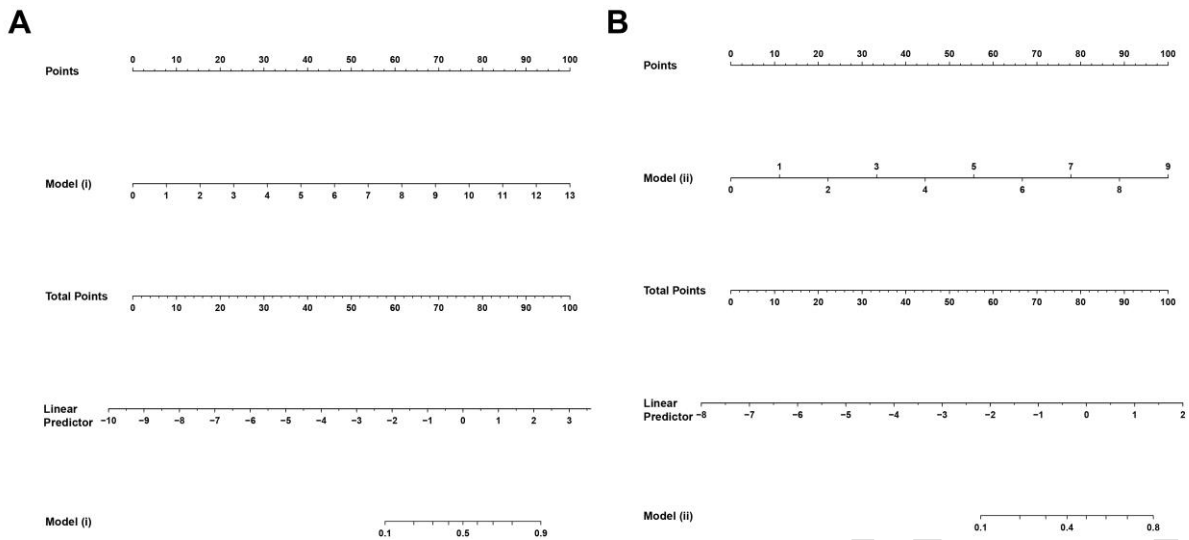 A
0 10 20 30 40 50 60 70 80 90 100
Points
Model (i)
0 1 2 3 4 5 6 7 8 9 10 11 12 13
Total Points
0 10 20 30 40 50 60 70 80 90 100
Linear
Predictor
−10 −9 −8 −7 −6 −5 −4 −3 −2 −1 0 1 2 3
Model (i)
0.1 0.5 0.9
B
0 10 20 30 40 50 60 70 80 90 100
Points
1 3 5 7 9
Model (ii)
0 2 4 6 8
Total Points
0 10 20 30 40 50 60 70 80 90 100
Linear
Predictor
−8 −7 −6 −5 −4 −3 −2 −1 0 1 2
Model (ii)
0.1 0.4 0.8